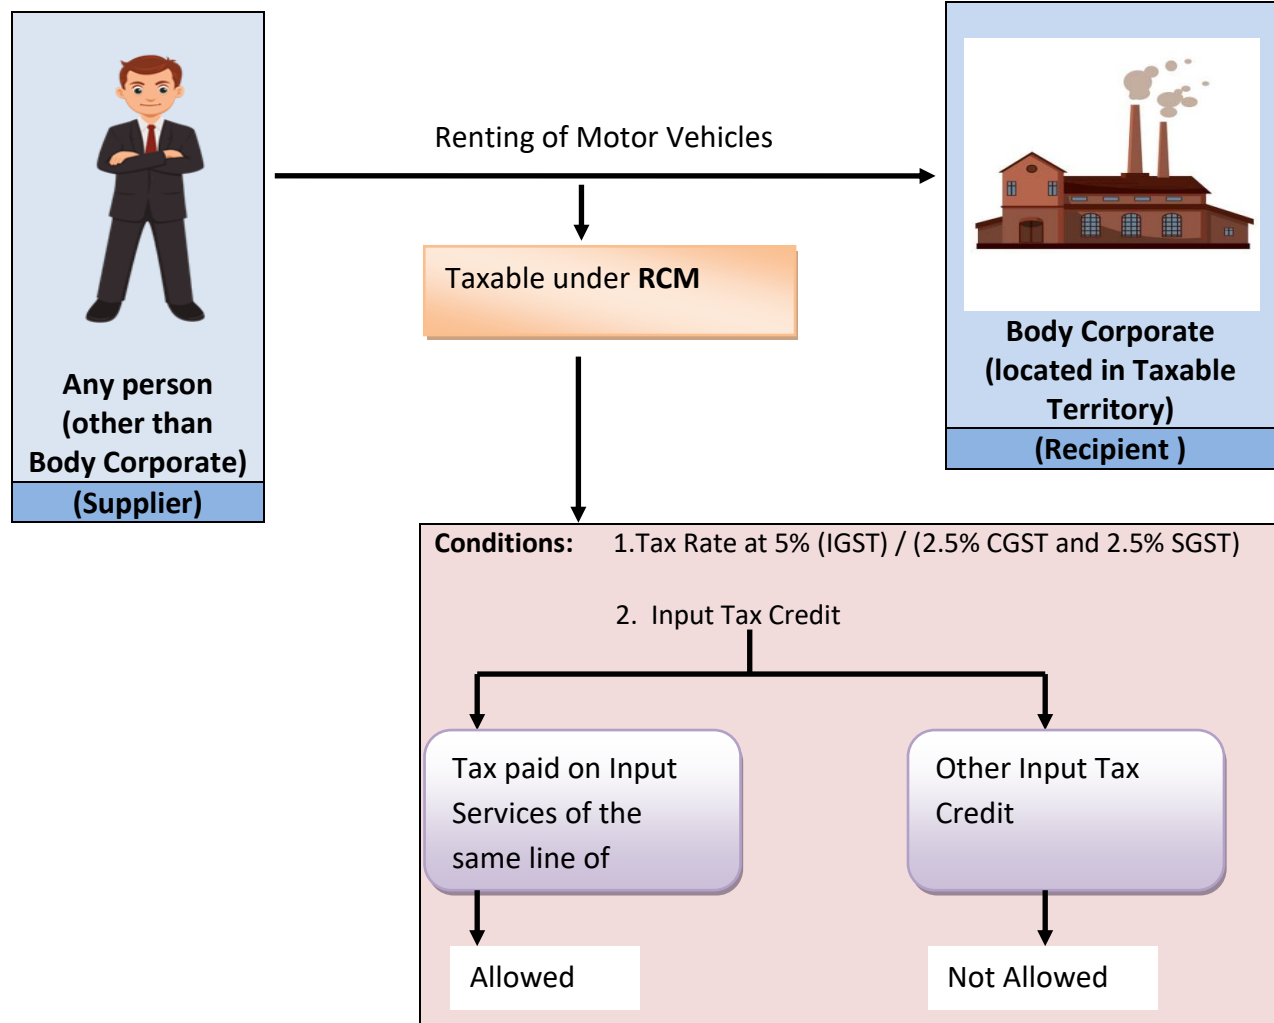 Renting of Motor Vehicles
Taxable under RCM
Any person
(other than
Body Corporate)
(Supplier)
Body Corporate
(located in Taxable
Territory)
(Recipient )
Conditions: 1.Tax Rate at 5% (IGST) / (2.5% CGST and 2.5% SGST)
2. Input Tax Credit
Tax paid on Input
Services of the
same line of
Other Input Tax
Credit
Allowed
Not Allowed